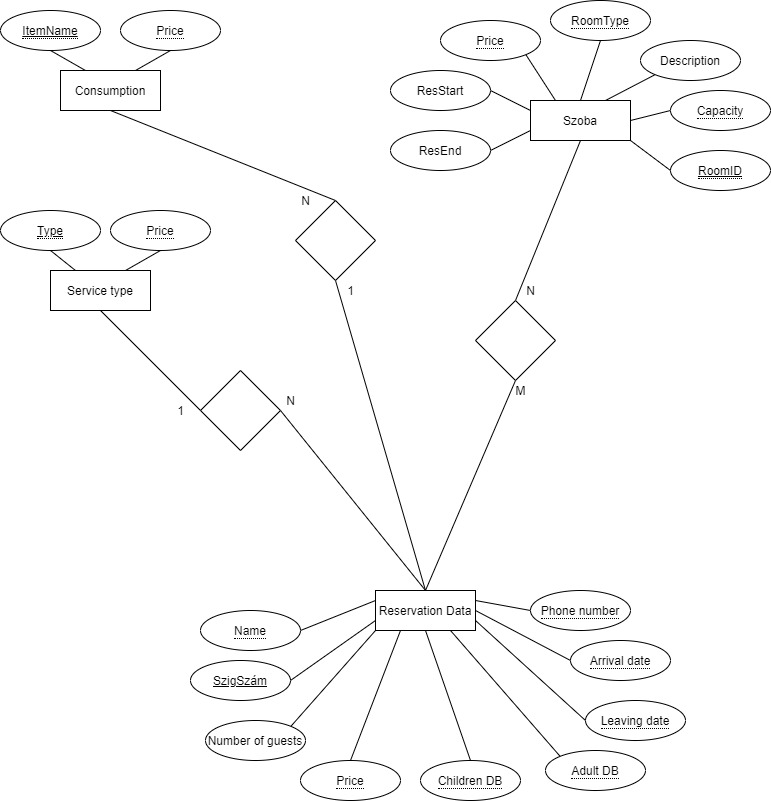 ItemName
Price
Consumption
RoomType
Price
Description
ResStart
Capacity
Szoba
ResEnd
RoomID
N
1
Type
Price
Service type
N
M
1
N
Reservation Data
Name
Phone number
SzigSzám
Arrival date
Number of guests
Leaving date
Price
Children DB
Adult DB